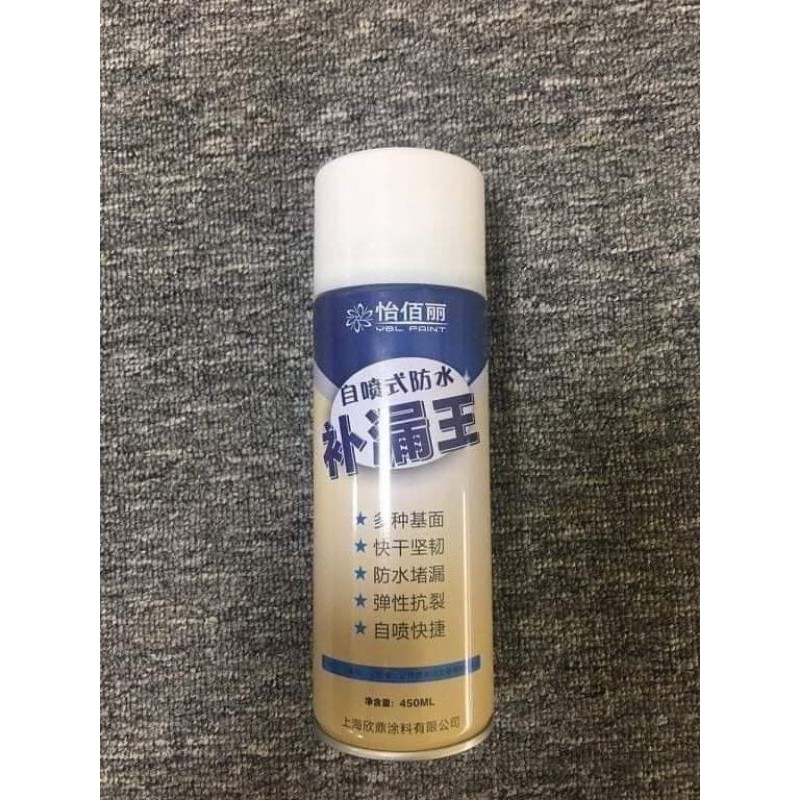 怡佰丽
YBL PAINT
自喷式防水
补漏王
★ 多种基面
★ 快干坚韧
★ 防水堵漏
★ 弹性抗裂
★ 自喷快捷
净含量：450ML
上海欣鼎涂料有限公司